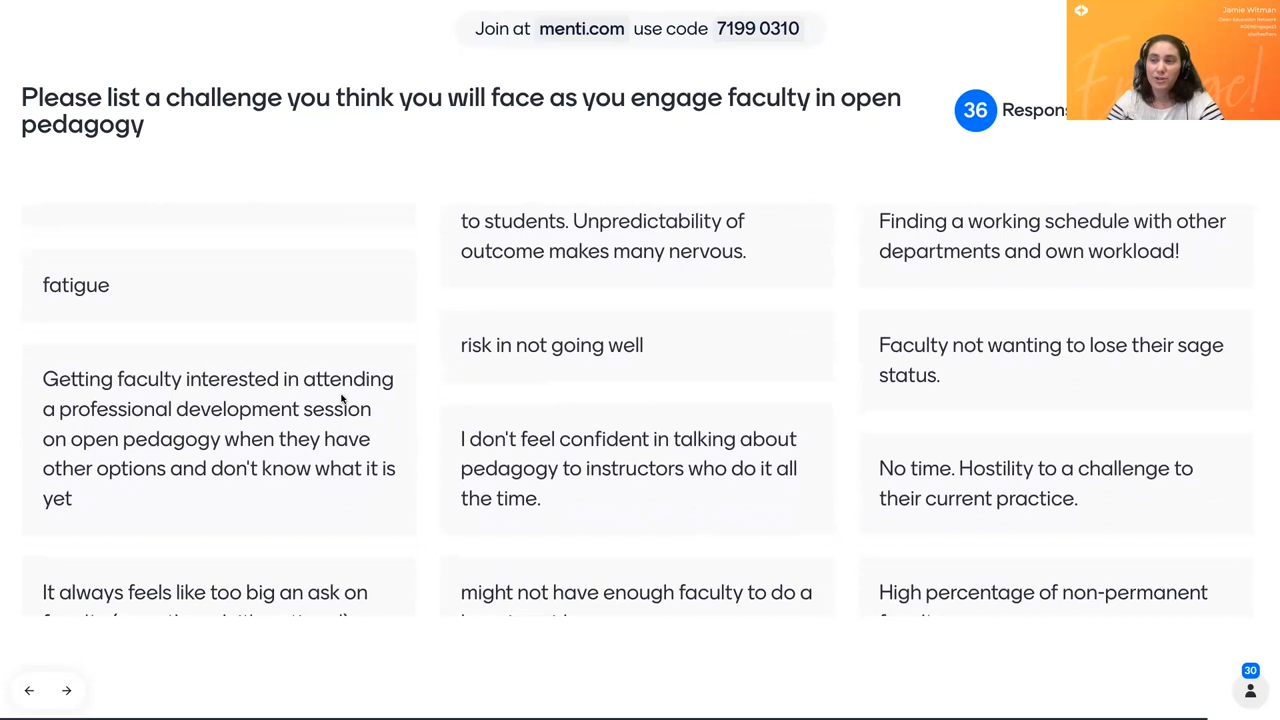 Join at menti.com use code 7199 0310
Please list a challenge you think you will face as you engage faculty in open
pedagogy
36
Jamie Witman
Open Education Network
fatigue
Getting faculty interested in attending
a professional development session
on open pedagogy when they have
other options and don't know what it is
yet
It always feels like too big an ask on
to students. Unpredictability of
outcome makes many nervous.
risk in not going well
I don't feel confident in talking about
pedagogy to instructors who do it all
the time.
might not have enough faculty to do a
Finding a working schedule with other
departments and own workload!
Faculty not wanting to lose their sage
status.
No time. Hostility to a challenge to
their current practice.
High percentage of non-permanent
30